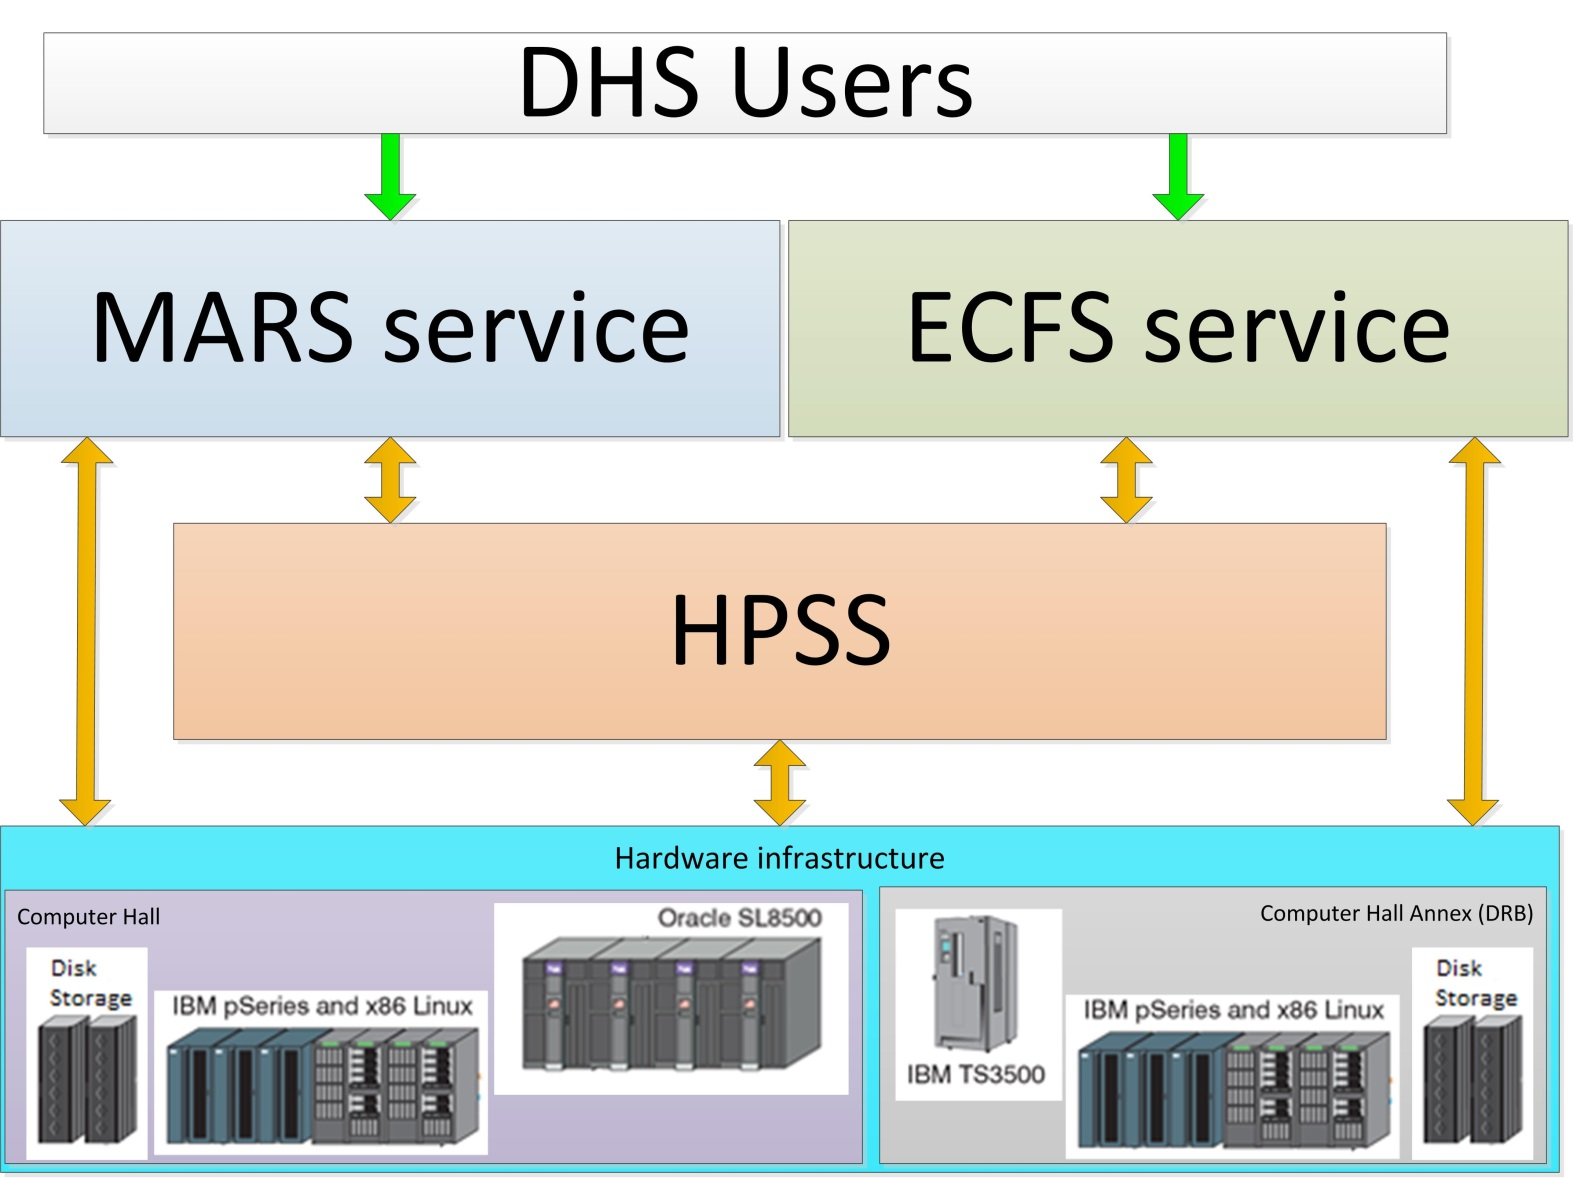 DHS Users
MARS service
ECFS service
HPSS
Hardware infrastructure
Computer Hall
Disk
Storage
IBM pSeries and x86 Linux
Oracle SL8500
Computer Hall Annex (DRB)
IBM TS3500
IBM pSeries and x86 Linux
Disk
Storage